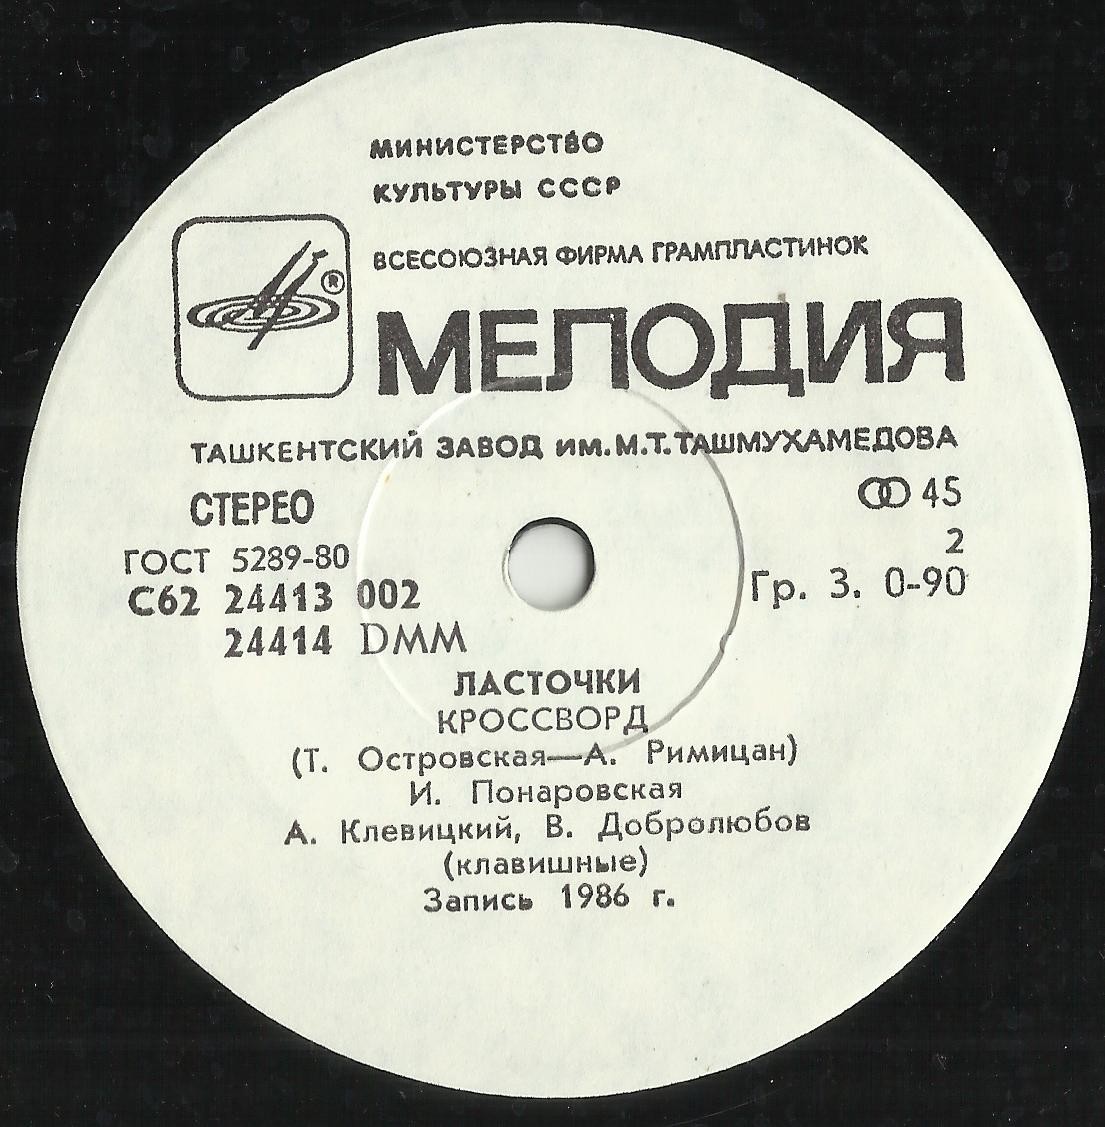 МИНИСТЕРСТВО
КУЛЬТУРЫ СССР
ВСЕСОЮЗНАЯ ФИРМА ГРАМПЛАСТИНОК
®
МЕЛОДИЯ
ТАШКЕНТСКИЙ ЗАВОД ИМ. М. Т. ТАШМУХАМЕДОВА
СТЕРЕО
45
ГОСТ 5289-80
2
С62 24413 002
Гр. 3. 0-90
24414 DMM
ЛАСТОЧКИ
КРОССВОРД
(Т. Островская—А. Римицан)
И. Понаровская
А. Клевицкий, В. Добролюбов
(клавишные)
Запись 1986 г.